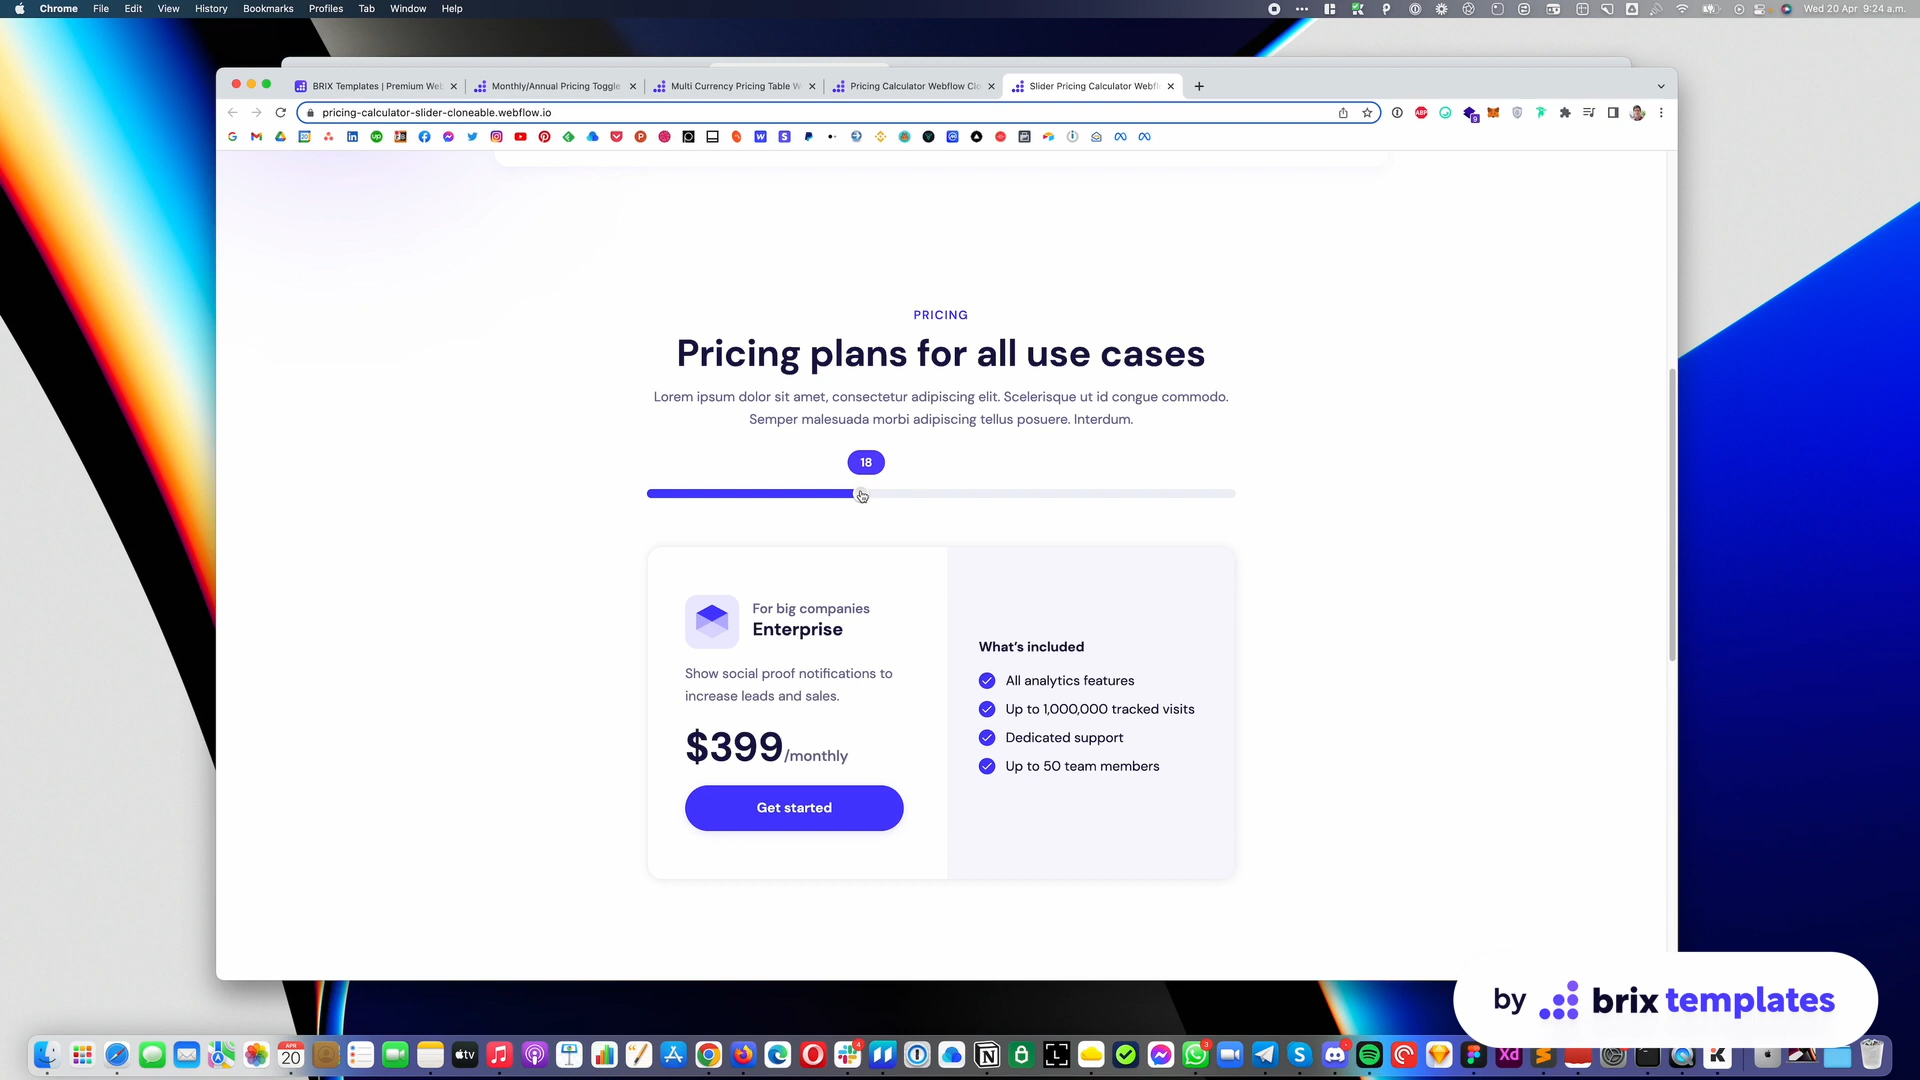 Chrome File Edit View History Bookmarks Profiles Tab Window Help
Wed 20 Apr 9:24 a.m.
BRIX Templates | Premium Web
Monthly/Annual Pricing Toggle
Multi Currency Pricing Table W
Pricing Calculator Webflow Clo
Slider Pricing Calculator Webfl
pricing-calculator-slider-cloneable.webflow.io
PRICING
Pricing plans for all use cases
Lorem ipsum dolor sit amet, consectetur adipiscing elit. Scelerisque ut id congue commodo.
Semper malesuada morbi adipiscing tellus posuere. Interdum.
18
For big companies
Enterprise
Show social proof notifications to
increase leads and sales.
$399/monthly
Get started
What's included
All analytics features
Up to 1,000,000 tracked visits
Dedicated support
Up to 50 team members
by brix templates
APR
20
tv
Xd